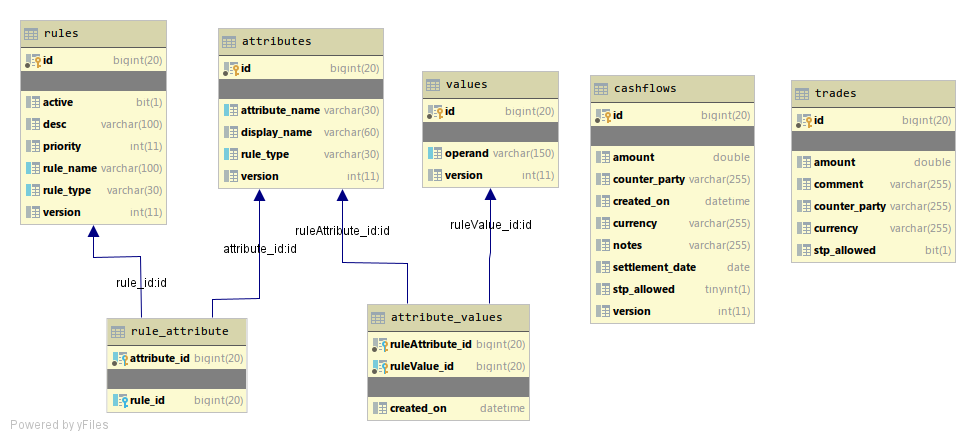 rules
id bigint(20)
active bit(1)
desc varchar(100)
priority int(11)
rule_name varchar(100)
rule_type varchar(30)
version int(11)
attributes
id bigint(20)
attribute_name varchar(30)
display_name varchar(60)
rule_type varchar(30)
version int(11)
values
id bigint(20)
operand varchar(150)
version int(11)
cashflows
id bigint(20)
amount double
counter_party varchar(255)
created_on datetime
currency varchar(255)
notes varchar(255)
settlement_date date
stp_allowed tinyint(1)
version int(11)
trades
id bigint(20)
amount double
comment varchar(255)
counter_party varchar(255)
currency varchar(255)
stp_allowed bit(1)
rule_id:id
attribute_id:id
ruleAttribute_id:id
ruleValue_id:id
rule_attribute
attribute_id bigint(20)
rule_id bigint(20)
attribute_values
ruleAttribute_id bigint(20)
ruleValue_id bigint(20)
created_on datetime
Powered by yFiles